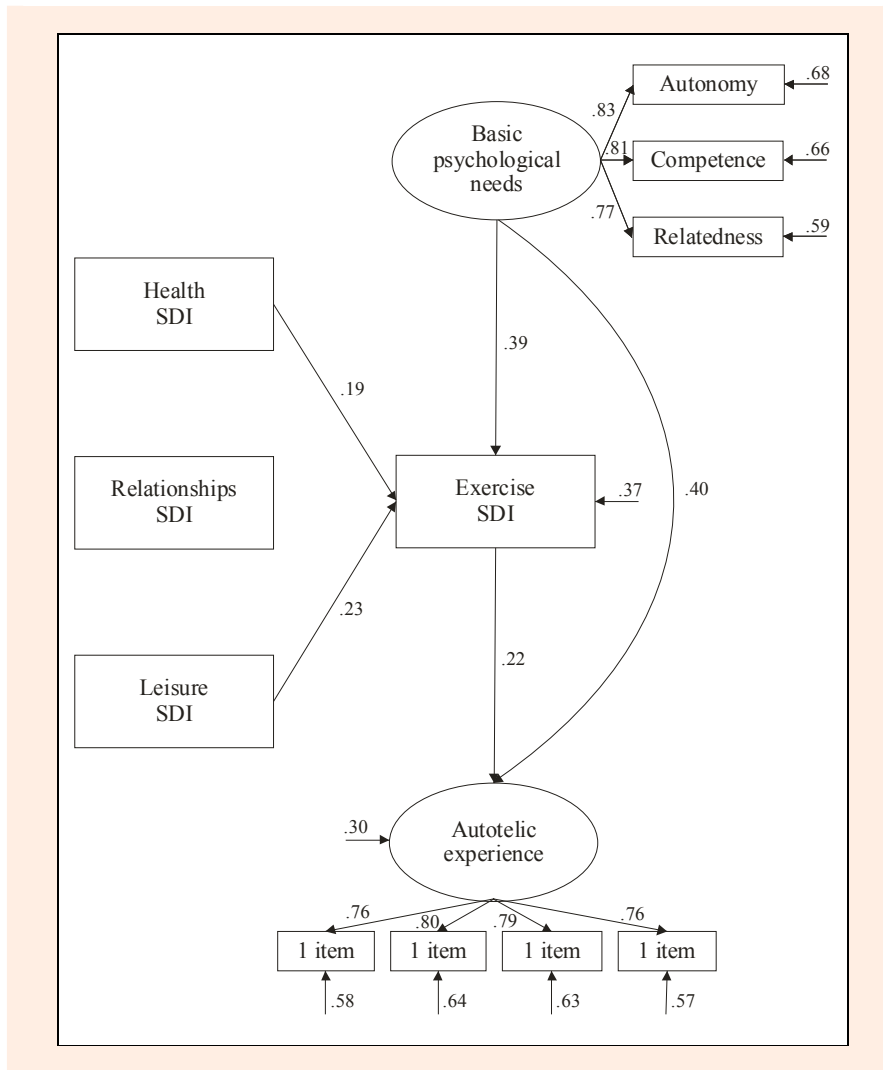 Autonomy
.68
.83
Basic
psychological
needs
.81
Competence
.66
.77
Relatedness
.59
Health
SDI
.39
.19
Relationships
SDI
Exercise
SDI
.37
.40
.23
Leisure
SDI
.22
.30
Autotelic
experience
.76
.80
.79
.76
1 item
1 item
1 item
1 item
.58
.64
.63
.57